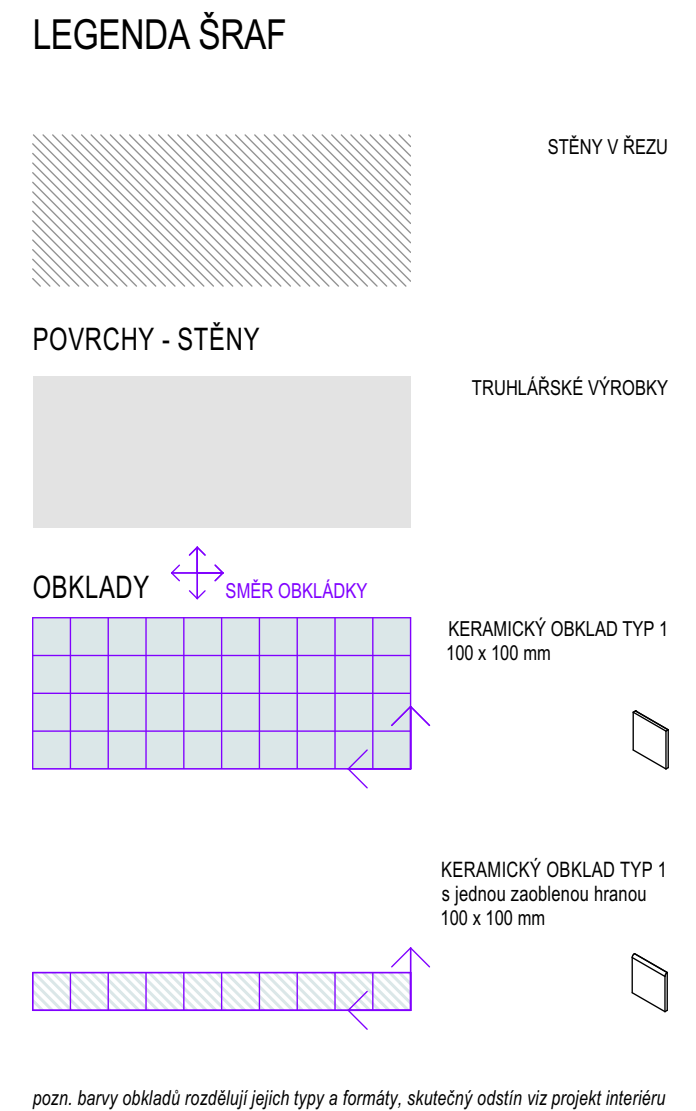 LEGENDA ŠRAF
STĚNY V ŘEZU
POVRCHY - STĚNY
TRUHLÁŘSKÉ VÝROBKY
OBKLADY
SMĚR OBKLÁDKY
KERAMICKÝ OBKLAD TYP 1
100 x 100 mm
KERAMICKÝ OBKLAD TYP 1
s jednou zaoblenou hranou
100 x 100 mm
pozn. barvy obkladů rozdělují jejich typy a formáty, skutečný odstín viz projekt interiéru